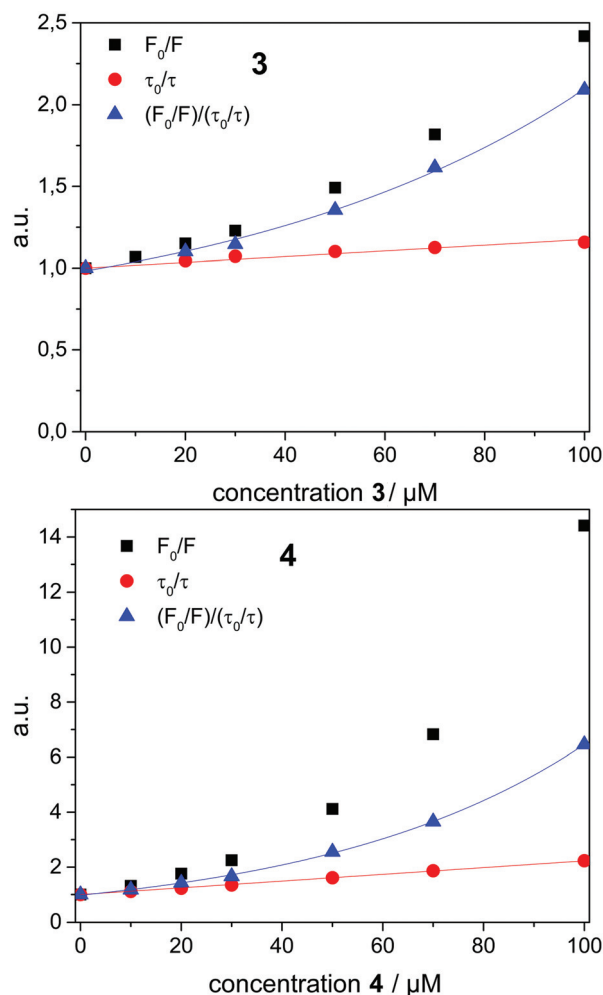 2,5
2,0
1,5
1,0
0,5
0,0
a.u.
F₀/F
τ₀/τ
(F₀/F)/(τ₀/τ)
3
0 20 40 60 80 100
concentration 3 / µM
14
12
10
8
6
4
2
0
a.u.
F₀/F
τ₀/τ
(F₀/F)/(τ₀/τ)
4
0 20 40 60 80 100
concentration 4 / µM